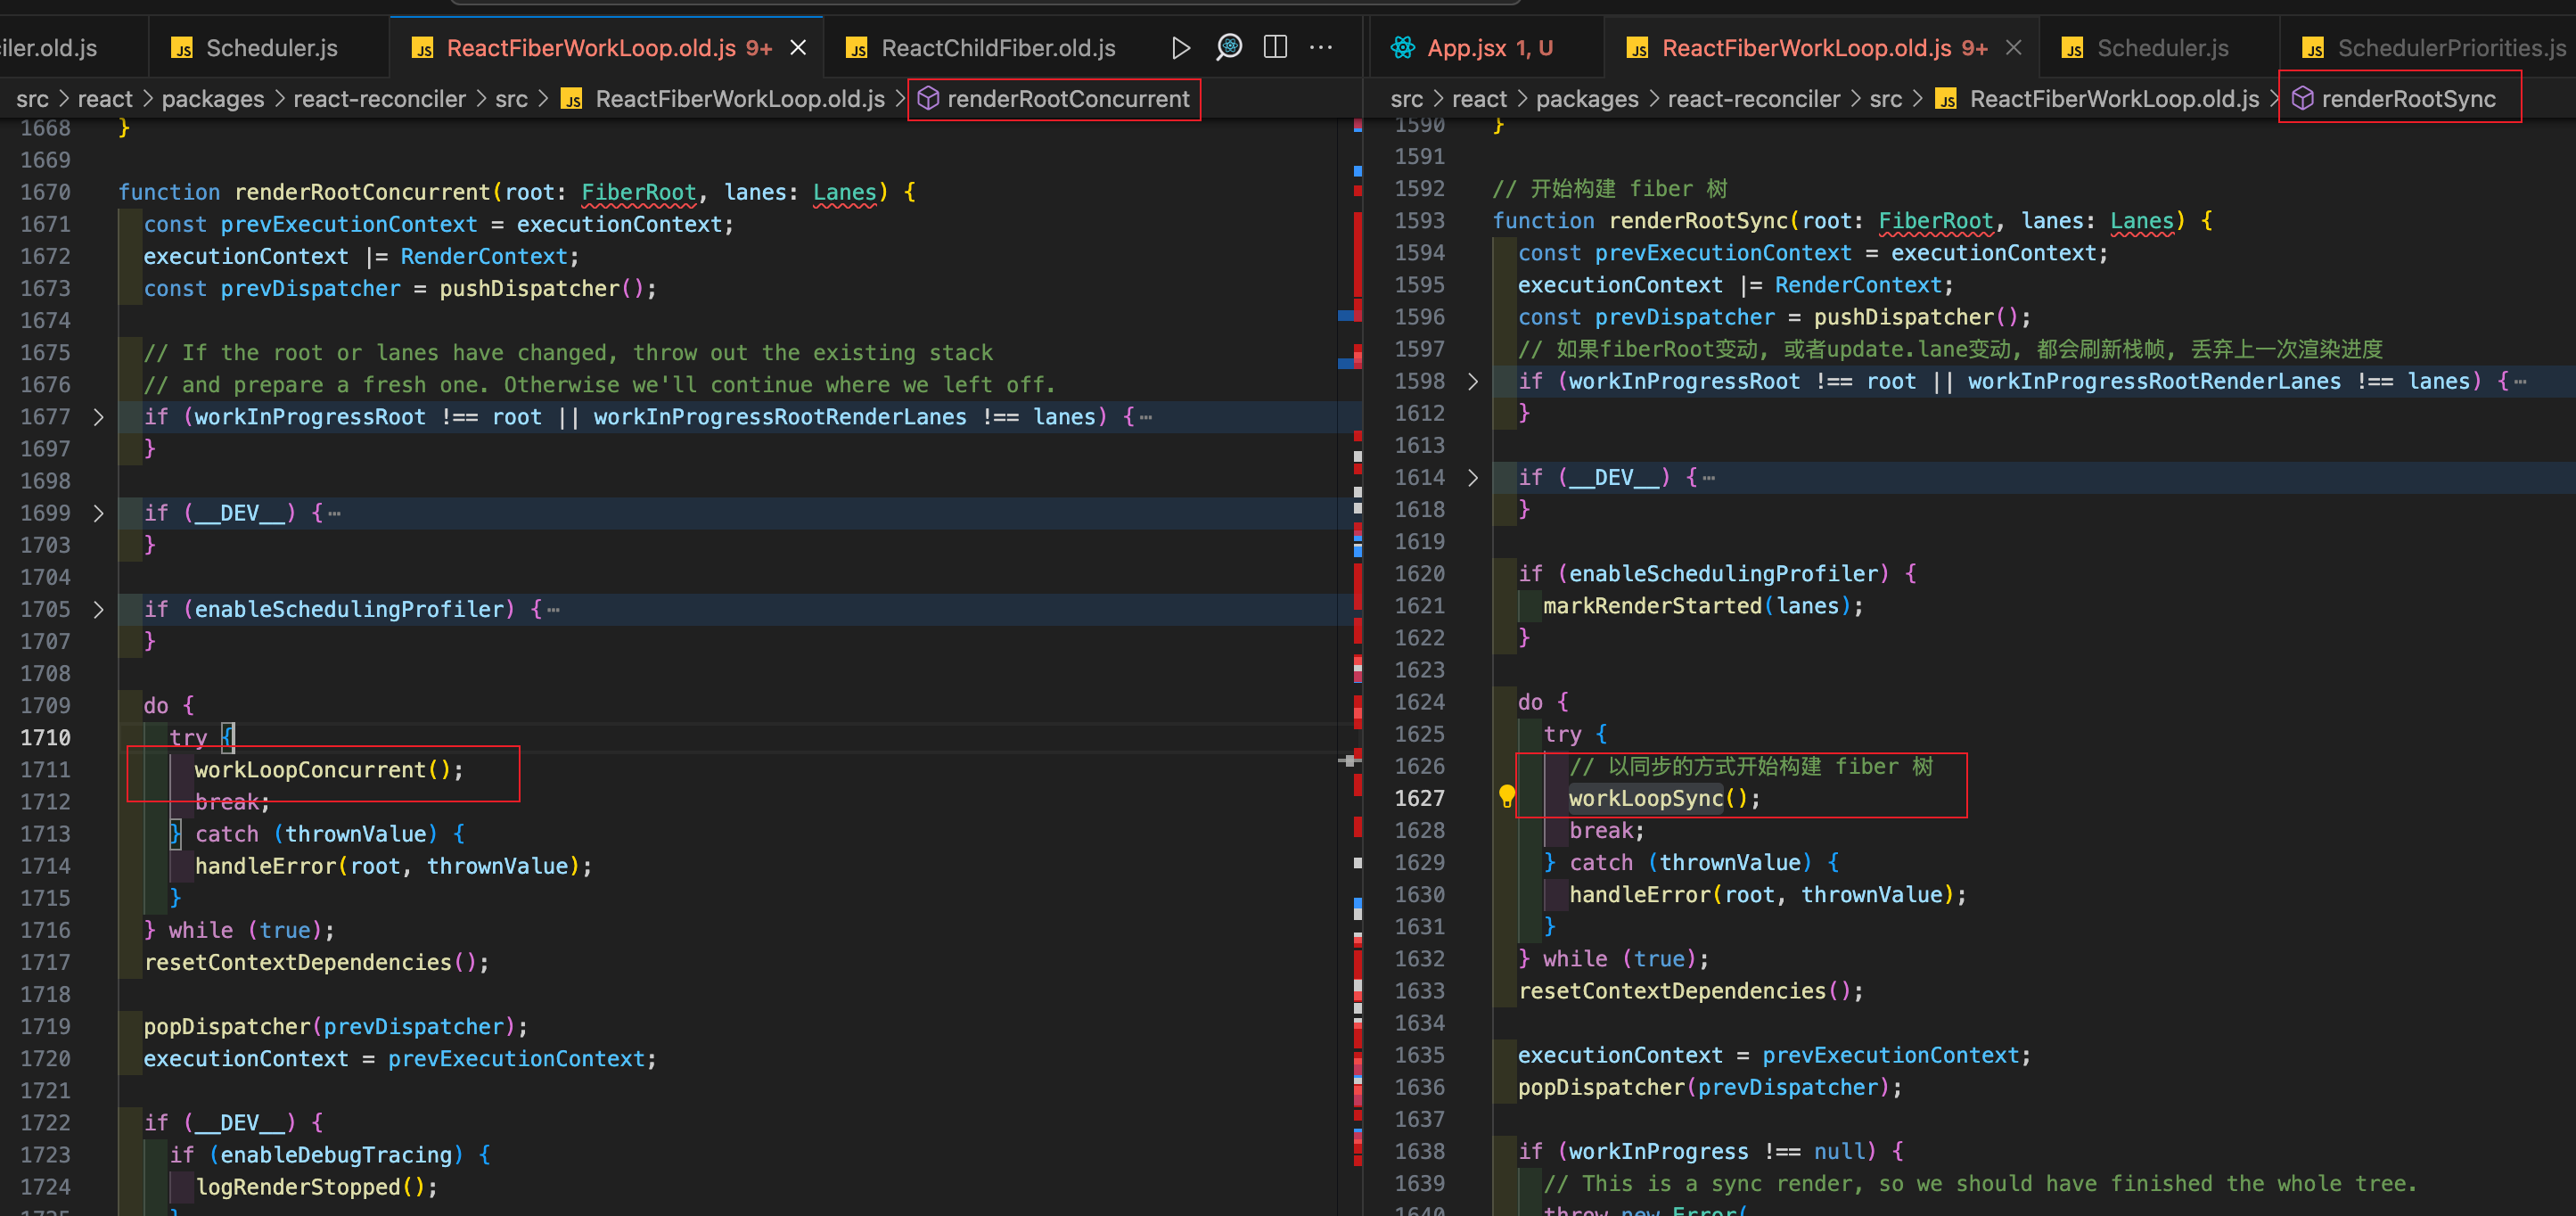 iler.old.js JS Scheduler.js JS ReactFiberWorkLoop.old.js 9+ JS ReactChildFiber.old.js
src > react > packages > react-reconciler > src > JS ReactFiberWorkLoop.old.js > renderRootConcurrent
1668 }
1669
1670 function renderRootConcurrent(root: FiberRoot, lanes: Lanes) {
1671 const prevExecutionContext = executionContext;
1672 executionContext |= RenderContext;
1673 const prevDispatcher = pushDispatcher();
1674
1675 // If the root or lanes have changed, throw out the existing stack
1676 // and prepare a fresh one. Otherwise we'll continue where we left off.
1677 if (workInProgressRoot !== root || workInProgressRootRenderLanes !== lanes) {…
1697 }
1698
1699 if (__DEV__) {…
1703 }
1704
1705 if (enableSchedulingProfiler) {…
1707 }
1708
1709 do {
1710 try {
1711 workLoopConcurrent();
1712 break;
1713 } catch (thrownValue) {
1714 handleError(root, thrownValue);
1715 }
1716 } while (true);
1717 resetContextDependencies();
1718
1719 popDispatcher(prevDispatcher);
1720 executionContext = prevExecutionContext;
1721
1722 if (__DEV__) {
1723 if (enableDebugTracing) {
1724 logRenderStopped();
1725 }
App.jsx 1, U JS ReactFiberWorkLoop.old.js 9+ JS Scheduler.js JS SchedulerPriorities.js
src > react > packages > react-reconciler > src > JS ReactFiberWorkLoop.old.js > renderRootSync
1590 }
1591
1592 // 开始构建 fiber 树
1593 function renderRootSync(root: FiberRoot, lanes: Lanes) {
1594 const prevExecutionContext = executionContext;
1595 executionContext |= RenderContext;
1596 const prevDispatcher = pushDispatcher();
1597 // 如果fiberRoot变动, 或者update.lane变动, 都会刷新栈帧, 丢弃上一次渲染进度
1598 if (workInProgressRoot !== root || workInProgressRootRenderLanes !== lanes) {…
1612 }
1613
1614 if (__DEV__) {…
1618 }
1619
1620 if (enableSchedulingProfiler) {
1621 markRenderStarted(lanes);
1622 }
1623
1624 do {
1625 try {
1626 // 以同步的方式开始构建 fiber 树
1627 workLoopSync();
1628 break;
1629 } catch (thrownValue) {
1630 handleError(root, thrownValue);
1631 }
1632 } while (true);
1633 resetContextDependencies();
1634
1635 executionContext = prevExecutionContext;
1636 popDispatcher(prevDispatcher);
1637
1638 if (workInProgress !== null) {
1639 // This is a sync render, so we should have finished the whole tree.
1640 throw new Error(